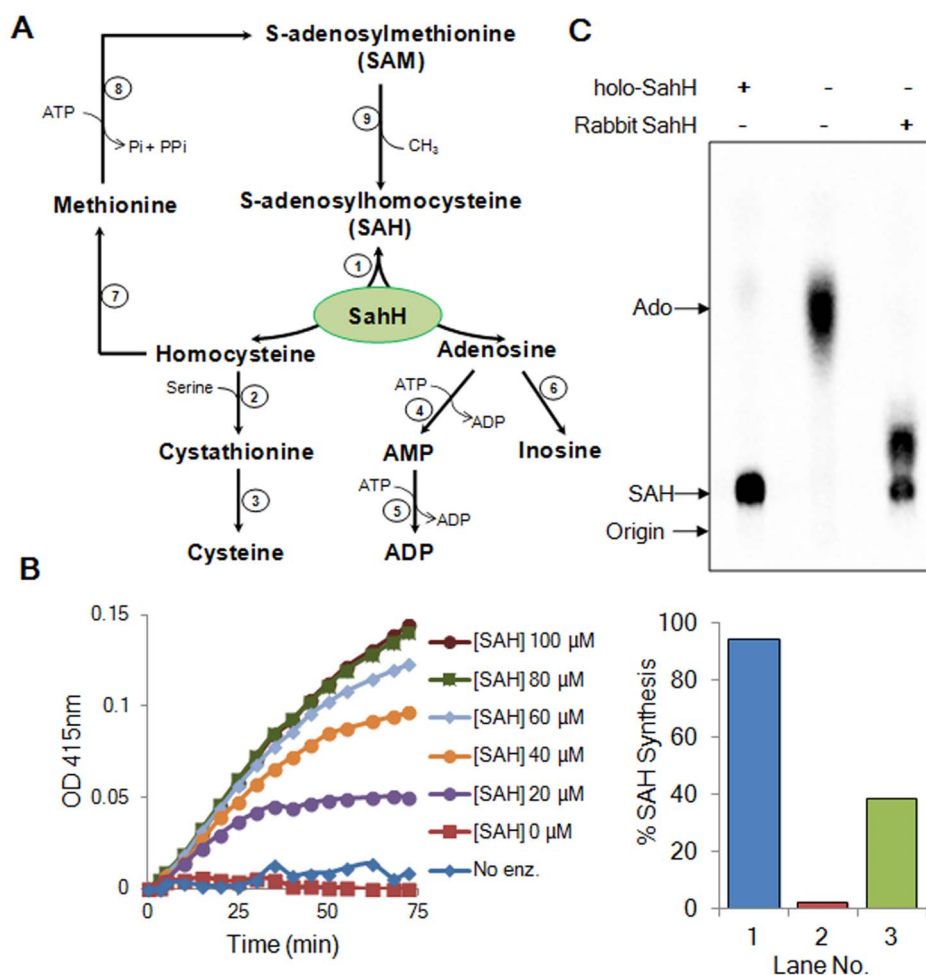 A
S-adenosylmethionine
(SAM)
8
ATP
Pi + PPi
9
CH3
Methionine
S-adenosylhomocysteine
(SAH)
1
7
SahH
Homocysteine
Adenosine
Serine
2
ATP
4
ADP
6
Cystathionine
AMP
Inosine
3
ATP
5
ADP
Cysteine
ADP
B
OD 415nm
0.15
0.1
0.05
0
0
25
50
75
Time (min)
[SAH] 100 μM
[SAH] 80 μM
[SAH] 60 μM
[SAH] 40 μM
[SAH] 20 μM
[SAH] 0 μM
No enz.
C
holo-SahH + - -
Rabbit SahH - - +
Ado
SAH
Origin
% SAH Synthesis
100
80
60
40
20
0
1 2 3
Lane No.